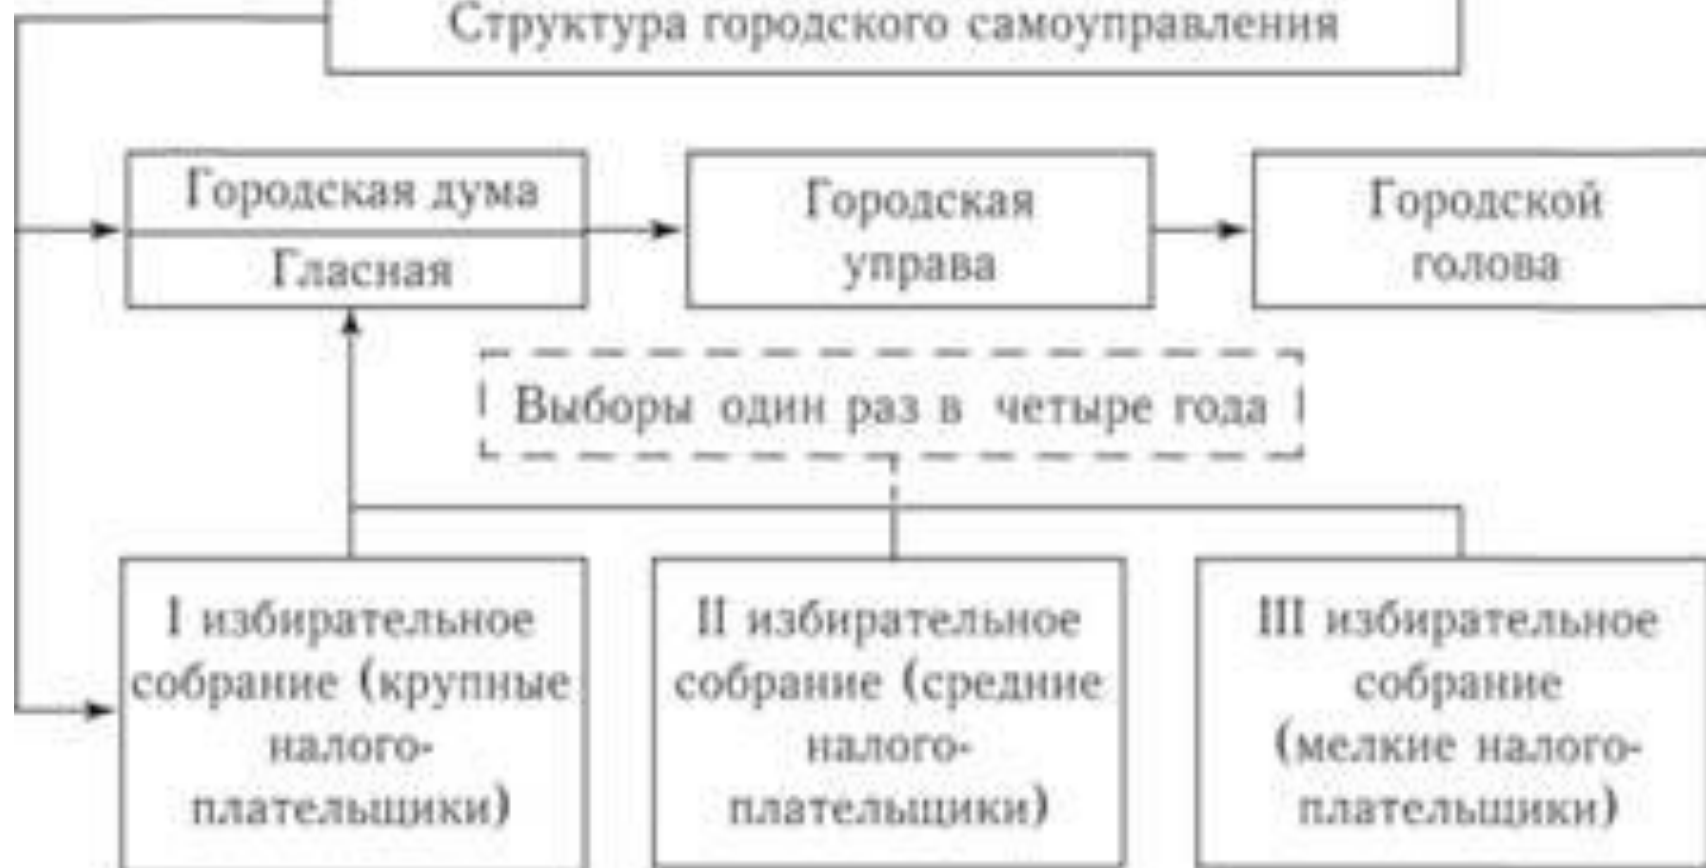 Структура городского самоуправления
Городская дума
Гласная
Городская
управа
Городской
голова
Выборы один раз в четыре года
I избирательное
собрание (крупные
налого-
плательщики)
II избирательное
собрание (средние
налого-
плательщики)
III избирательное
собрание
(мелкие налого-
плательщики)